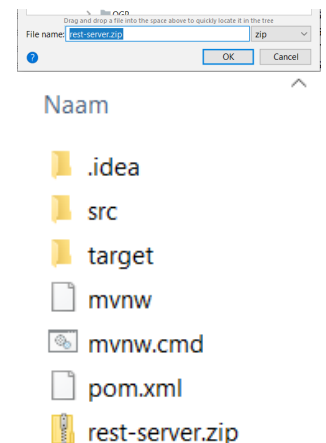 OGP
Drag and drop a file into the space above to quickly locate it in the tree
File name: rest-server.zip zip
? OK Cancel
Naam
.idea
src
target
mvnw
mvnw.cmd
pom.xml
rest-server.zip